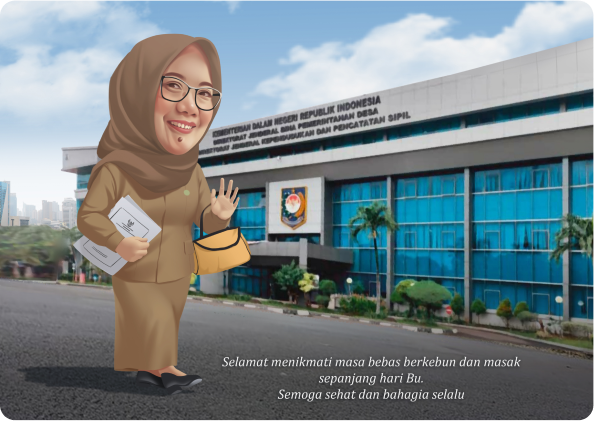 KEMENTERIAN DALAM NEGERI REPUBLIK INDONESIA
DIREKTORAT JENDERAL BINA PEMERINTAHAN DESA
DIREKTORAT JENDERAL KEPENDUDUKAN DAN PENCATATAN SIPIL
Selamat menikmati masa bebas berkebun dan masak
sepanjang hari Bu.
Semoga sehat dan bahagia selalu